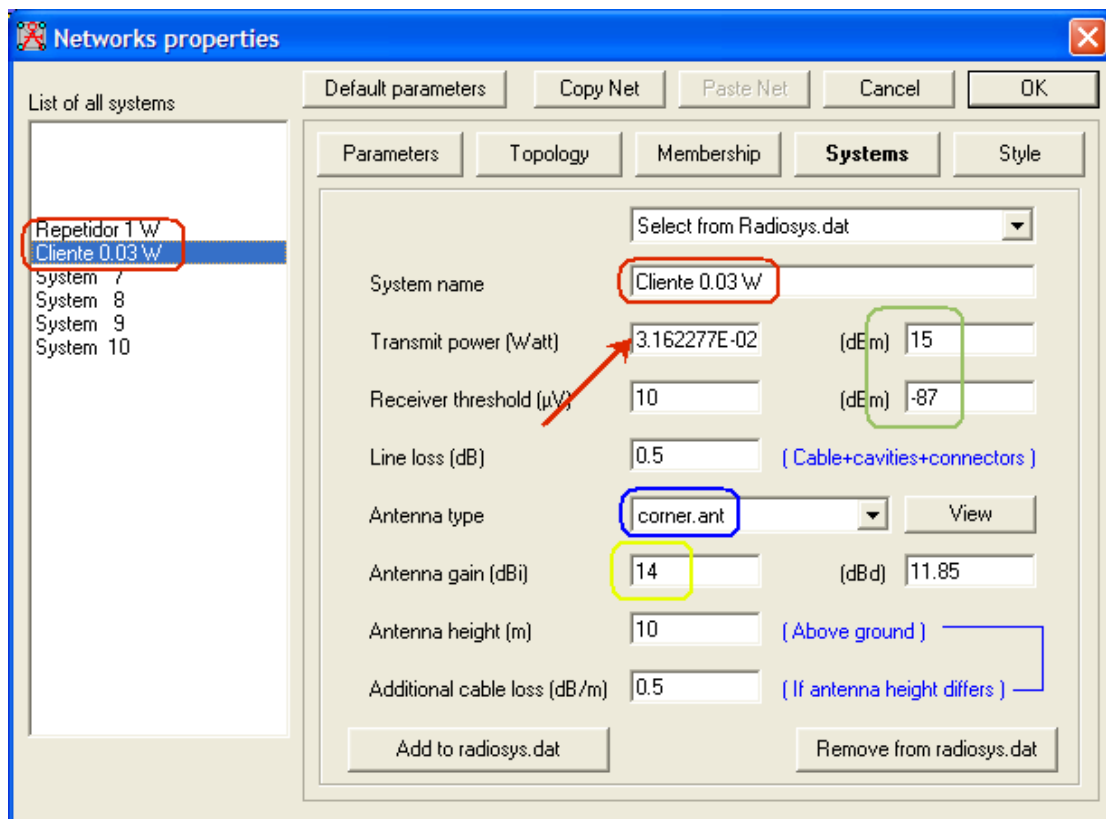 Networks properties
Default parameters Copy Net Paste Net Cancel OK
List of all systems
Parameters Topology Membership Systems Style
Repetidor 1 W
Cliente 0.03 W
System 7
System 8
System 9
System 10
Select from Radiosys.dat
System name Cliente 0.03 W
Transmit power (Watt) 3.162277E-02 (dBm) 15
Receiver threshold (µV) 10 (dBm) -87
Line loss (dB) 0.5 ( Cable+cavities+connectors )
Antenna type corner.ant View
Antenna gain (dBi) 14 (dBd) 11.85
Antenna height (m) 10 ( Above ground )
Additional cable loss (dB/m) 0.5 ( If antenna height differs )
Add to radiosys.dat Remove from radiosys.dat